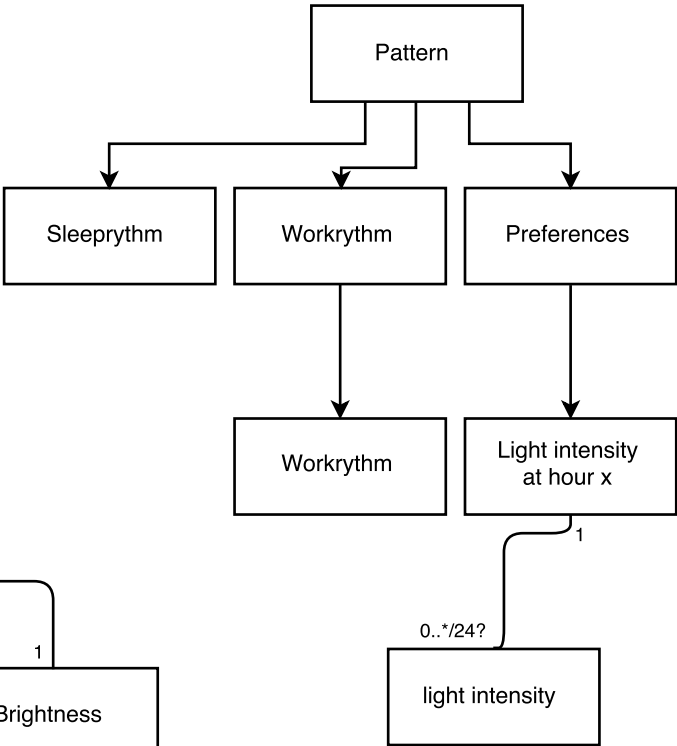 Pattern
Sleeprythm
Workrythm
Preferences
Workrythm
Light intensity
at hour x
1
0..*/24?
1
light intensity
Brightness